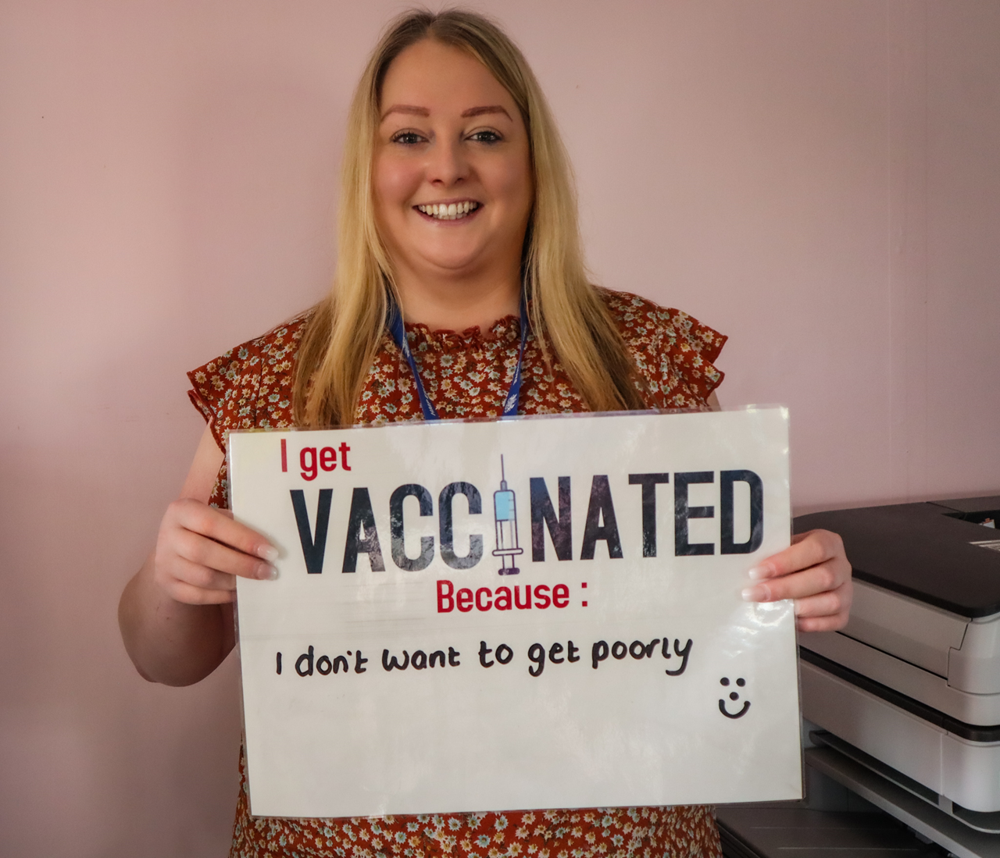 I get
VACCINATED
Because :
I don't want to get poorly